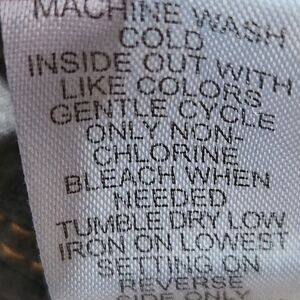 MACHINE WASH
COLD
INSIDE OUT WITH
LIKE COLORS
GENTLE CYCLE
ONLY NON-
CHLORINE
BLEACH WHEN
NEEDED
TUMBLE DRY LOW
IRON ON LOWEST
SETTING ON
REVERSE
SIDE ONLY